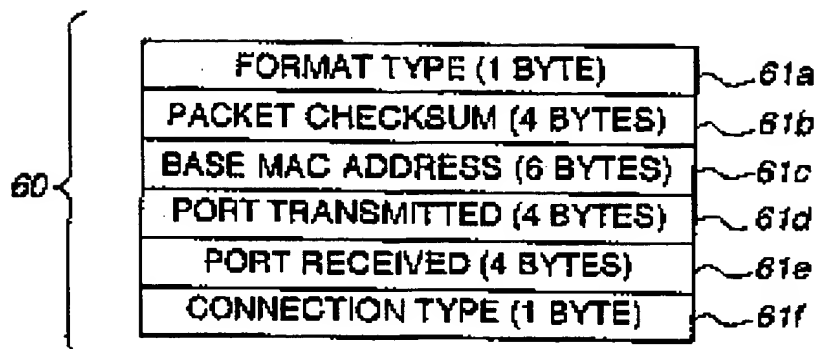 FORMAT TYPE (1 BYTE) 61a
PACKET CHECKSUM (4 BYTES) 61b
BASE MAC ADDRESS (6 BYTES) 61c
60
PORT TRANSMITTED (4 BYTES) 61d
PORT RECEIVED (4 BYTES) 61e
CONNECTION TYPE (1 BYTE) 61f